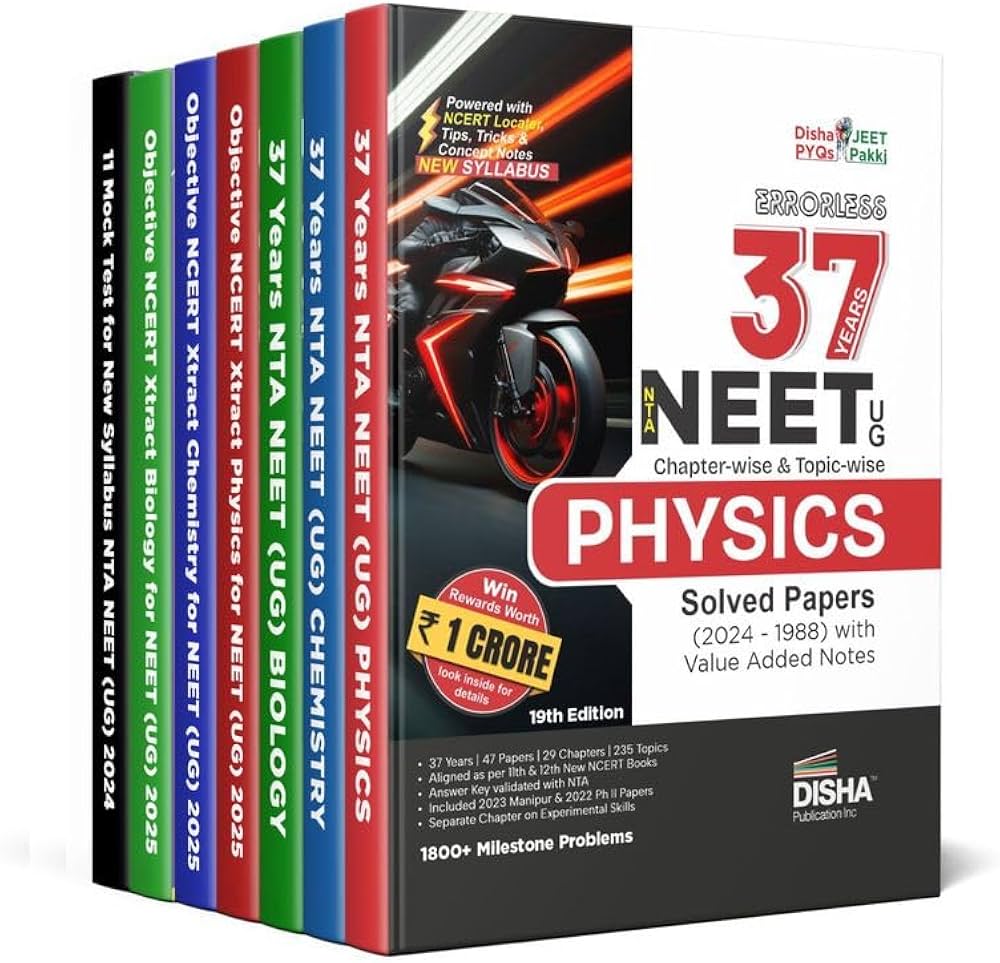 11 Mock Test for New Syllabus NTA NEET (UG) 2024
Objective NCERT Xtract Biology for NEET (UG) 2025
Objective NCERT Xtract Chemistry for NEET (UG) 2025
Objective NCERT Xtract Physics for NEET (UG) 2025
37 Years NTA NEET (UG) BIOLOGY
37 Years NTA NEET (UG) CHEMISTRY
37 Years NTA NEET (UG) PHYSICS
Powered with
NCERT Locater,
Tips, Tricks &
Concept Notes
NEW SYLLABUS
Disha JEET
PYQs Pakki
ERRORLESS
37
YEARS
NTA NEET UG
Chapter-wise & Topic-wise
PHYSICS
Solved Papers
(2024 - 1988) with
Value Added Notes
Win
Rewards Worth
₹ 1 CRORE
look inside for
details
19th Edition
• 37 Years | 47 Papers | 29 Chapters | 235 Topics
• Aligned as per 11th & 12th New NCERT Books
• Answer Key validated with NTA
• Included 2023 Manipur & 2022 Ph II Papers
• Separate Chapter on Experimental Skills
1800+ Milestone Problems
DISHA™
Publication Inc